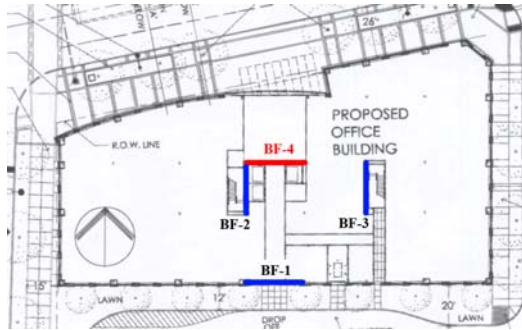 26'
PROPOSED
OFFICE
BUILDING
R.O.W. LINE
BF-4
BF-2
BF-3
BF-1
15'
LAWN
12'
20'
LAWN
DROP
OFF